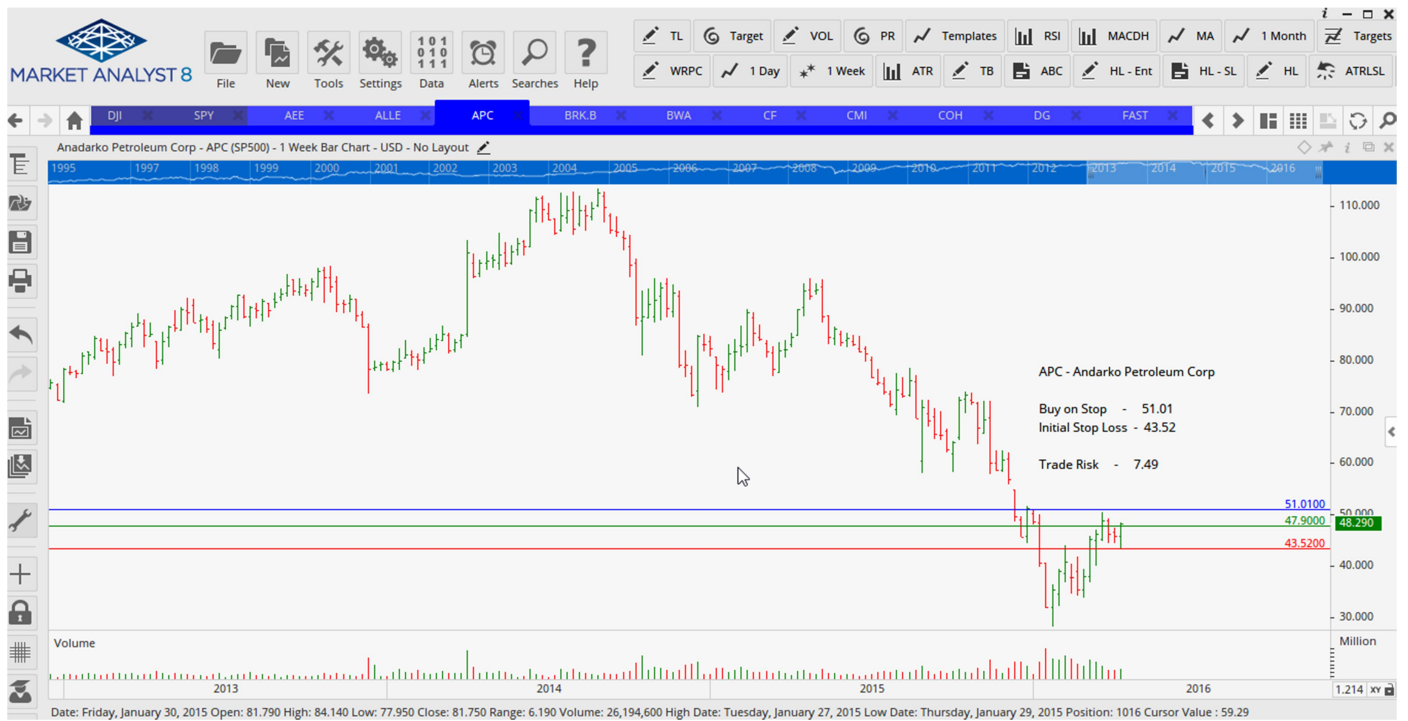 i
MARKET ANALYST 8
File New Tools Settings 101 010 111 Data Alerts Searches ? Help
TL Target VOL PR Templates RSI MACDH MA 1 Month Targets
WRPC 1 Day 1 Week ATR TB ABC HL - Ent HL - SL HL ATRLSL
DJI SPY AEE ALLE APC BRK.B BWA CF CMI COH DG FAST
Anadarko Petroleum Corp - APC (SP500) - 1 Week Bar Chart - USD - No Layout
1995 1997 1998 1999 2000 2001 2002 2003 2004 2005 2006 2007 2008 2009 2010 2011 2012 2013 2014 2015 2016
110.000
100.000
90.000
80.000
APC - Andarko Petroleum Corp
70.000
Buy on Stop - 51.01
Initial Stop Loss - 43.52
Trade Risk - 7.49
60.000
51.0100
50.000
47.9000 48.290
43.5200
40.000
30.000
Volume Million
2013 2014 2015 2016 1.214 XY
Date: Friday, January 30, 2015 Open: 81.790 High: 84.140 Low: 77.950 Close: 81.750 Range: 6.190 Volume: 26,194,600 High Date: Tuesday, January 27, 2015 Low Date: Thursday, January 29, 2015 Position: 1016 Cursor Value : 59.29